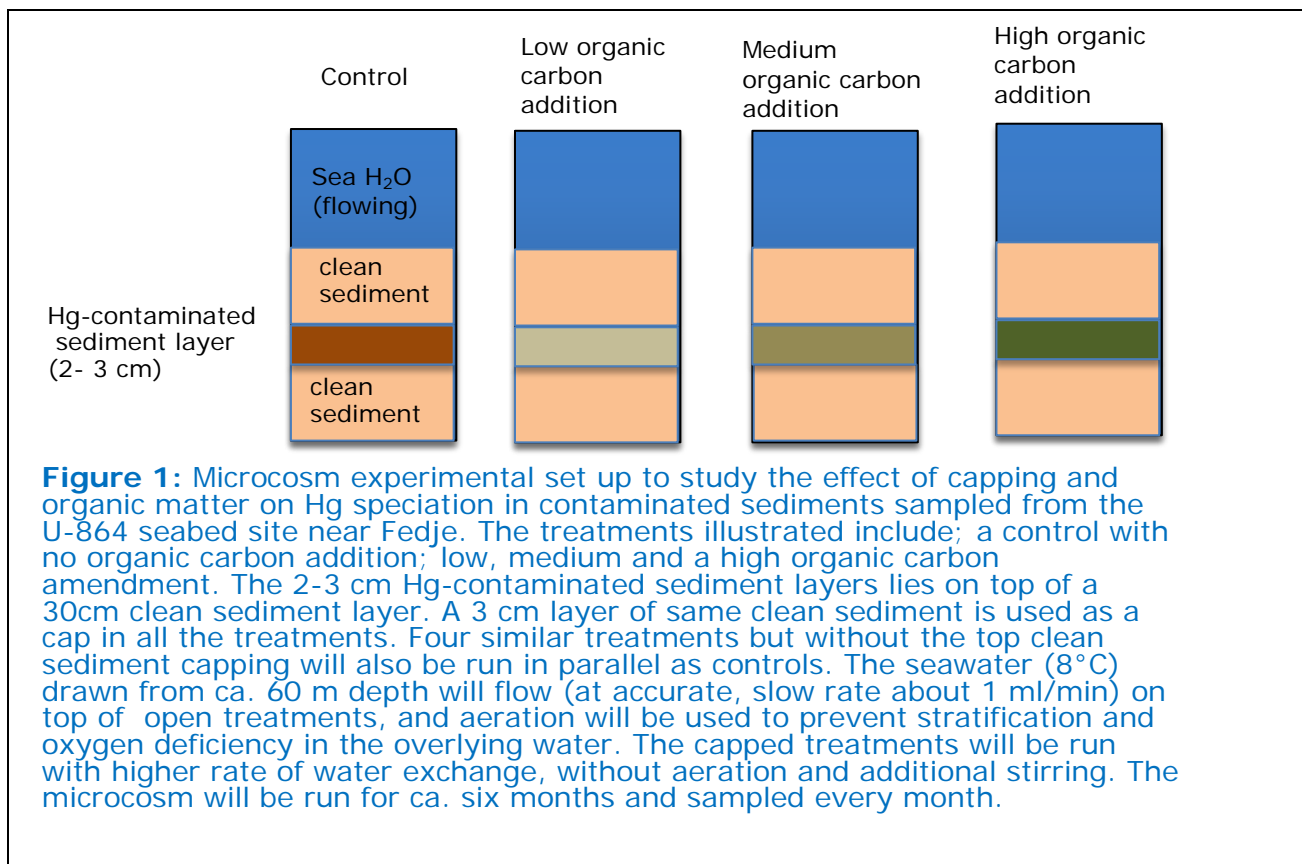 Control
Low organic
carbon
addition
Medium
organic carbon
addition
High organic
carbon
addition
Sea H₂O
(flowing)
clean
sediment
Hg-contaminated
sediment layer
(2- 3 cm)
clean
sediment
Figure 1: Microcosm experimental set up to study the effect of capping and
organic matter on Hg speciation in contaminated sediments sampled from the
U-864 seabed site near Fedje. The treatments illustrated include; a control with
no organic carbon addition; low, medium and a high organic carbon
amendment. The 2-3 cm Hg-contaminated sediment layers lies on top of a
30cm clean sediment layer. A 3 cm layer of same clean sediment is used as a
cap in all the treatments. Four similar treatments but without the top clean
sediment capping will also be run in parallel as controls. The seawater (8°C)
drawn from ca. 60 m depth will flow (at accurate, slow rate about 1 ml/min) on
top of open treatments, and aeration will be used to prevent stratification and
oxygen deficiency in the overlying water. The capped treatments will be run
with higher rate of water exchange, without aeration and additional stirring. The
microcosm will be run for ca. six months and sampled every month.